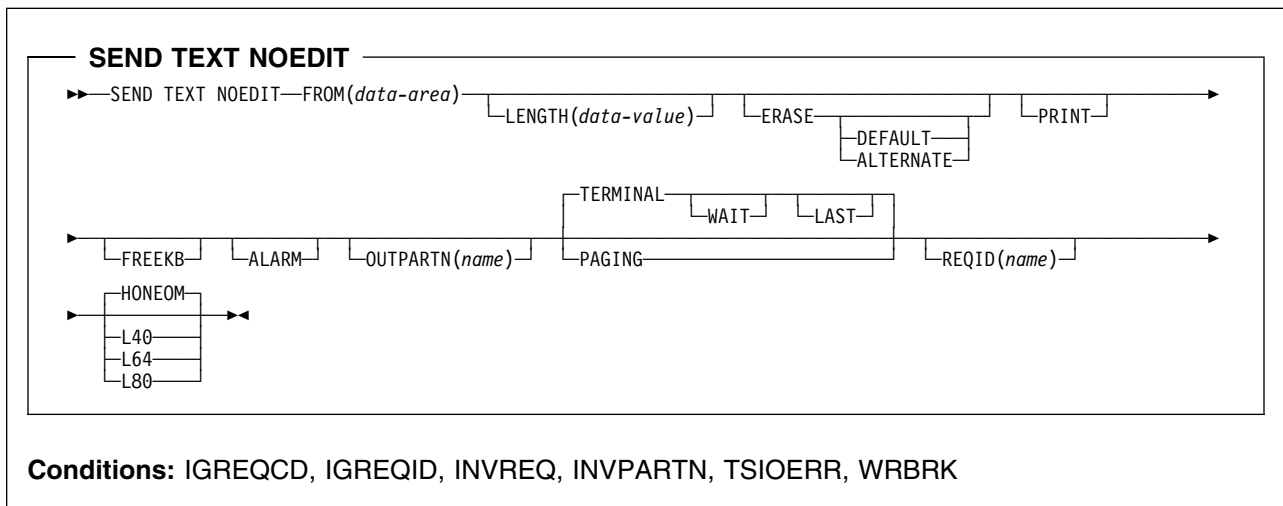 SEND TEXT NOEDIT
SEND TEXT NOEDIT FROM(data-area)
LENGTH(data-value) ERASE PRINT
DEFAULT
ALTERNATE
TERMINAL
WAIT LAST
FREEKB ALARM OUTPARTN(name) PAGING REQID(name)
HONEOM
L40
L64
L80
Conditions: IGREQCD, IGREQID, INVREQ, INVPARTN, TSIOERR, WRBRK